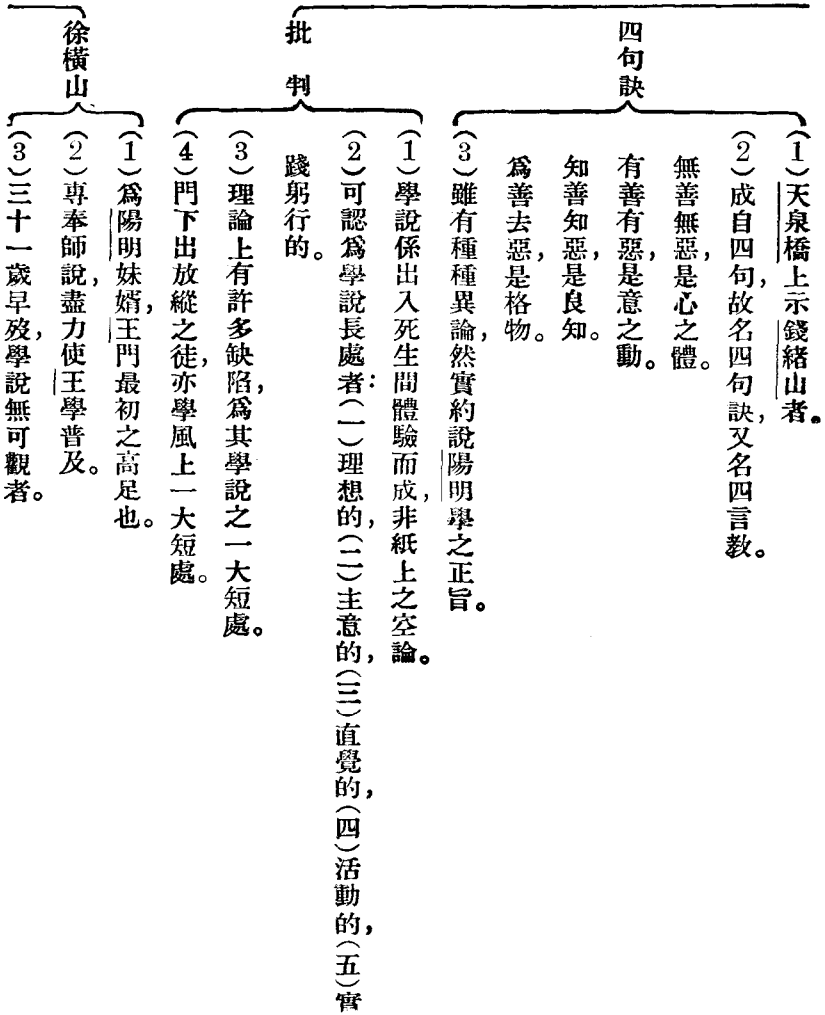 四句訣
(1)天泉橋上示錢緒山者。
(2)成自四句,故名四句訣,又名四言教。
無善無惡,是心之體。
有善有惡,是意之動。
知善知惡,是良知。
為善去惡,是格物。
(3)雖有種種異論,然實約說陽明學之正旨。
批判
(1)學說係出入死生間體驗而成,非紙上之空論。
(2)可認爲學說長處者:(一)理想的,(二)主意的,(三)直覺的,(四)活動的,(五)實
踐躬行的。
(3)理論上有許多缺陷,爲其學說之一大短處。
(4)門下出放縱之徒,亦學風上一大短處。
徐橫山
(1)爲陽明妹婿,王門最初之高足也。
(2)專奉師說,盡力使王學普及。
(3)三十一歲早歿,學說無可觀者。